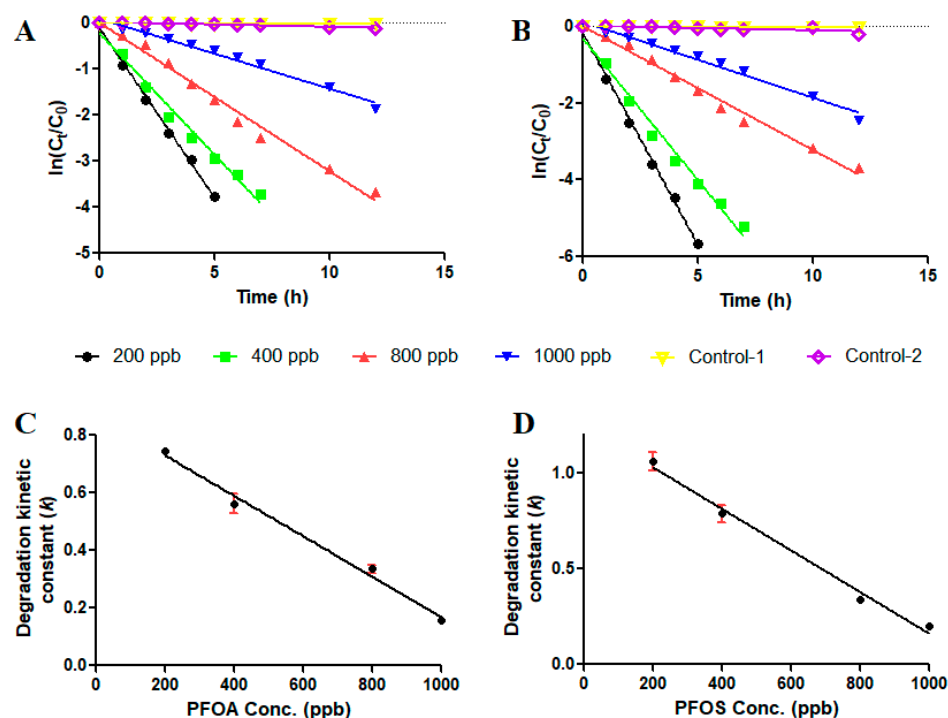 A
0
-1
-2
-3
-4
-5
ln(Ct/C0)
0 5 10 15
Time (h)
B
0
-2
-4
-6
ln(Ct/C0)
0 5 10 15
Time (h)
200 ppb 400 ppb 800 ppb 1000 ppb Control-1 Control-2
C
0.8
0.6
0.4
0.2
0.0
Degradation kinetic
constant (k)
0 200 400 600 800 1000
PFOA Conc. (ppb)
D
1.0
0.5
0.0
Degradation kinetic
constant (k)
0 200 400 600 800 1000
PFOS Conc. (ppb)